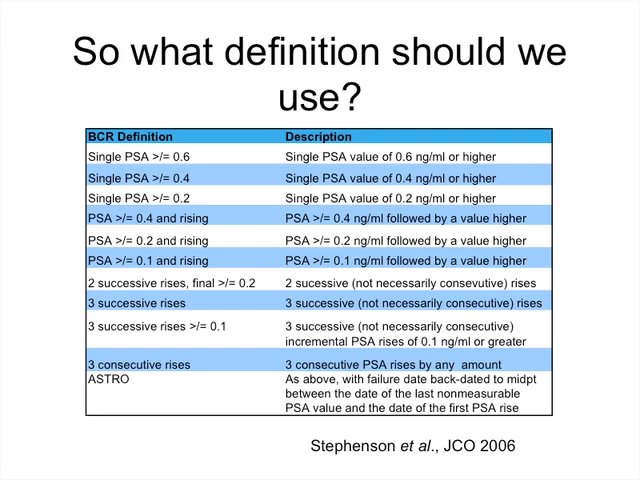 So what definition should we
use?
BCR Definition Description
Single PSA >/= 0.6 Single PSA value of 0.6 ng/ml or higher
Single PSA >/= 0.4 Single PSA value of 0.4 ng/ml or higher
Single PSA >/= 0.2 Single PSA value of 0.2 ng/ml or higher
PSA >/= 0.4 and rising PSA >/= 0.4 ng/ml followed by a value higher
PSA >/= 0.2 and rising PSA >/= 0.2 ng/ml followed by a value higher
PSA >/= 0.1 and rising PSA >/= 0.1 ng/ml followed by a value higher
2 successive rises, final >/= 0.2 2 sucessive (not necessarily consevutive) rises
3 successive rises 3 successive (not necessarily consecutive) rises
3 successive rises >/= 0.1 3 successive (not necessarily consecutive)
incremental PSA rises of 0.1 ng/ml or greater
3 consecutive rises 3 consecutive PSA rises by any amount
ASTRO As above, with failure date back-dated to midpt
between the date of the last nonmeasurable
PSA value and the date of the first PSA rise
Stephenson et al., JCO 2006